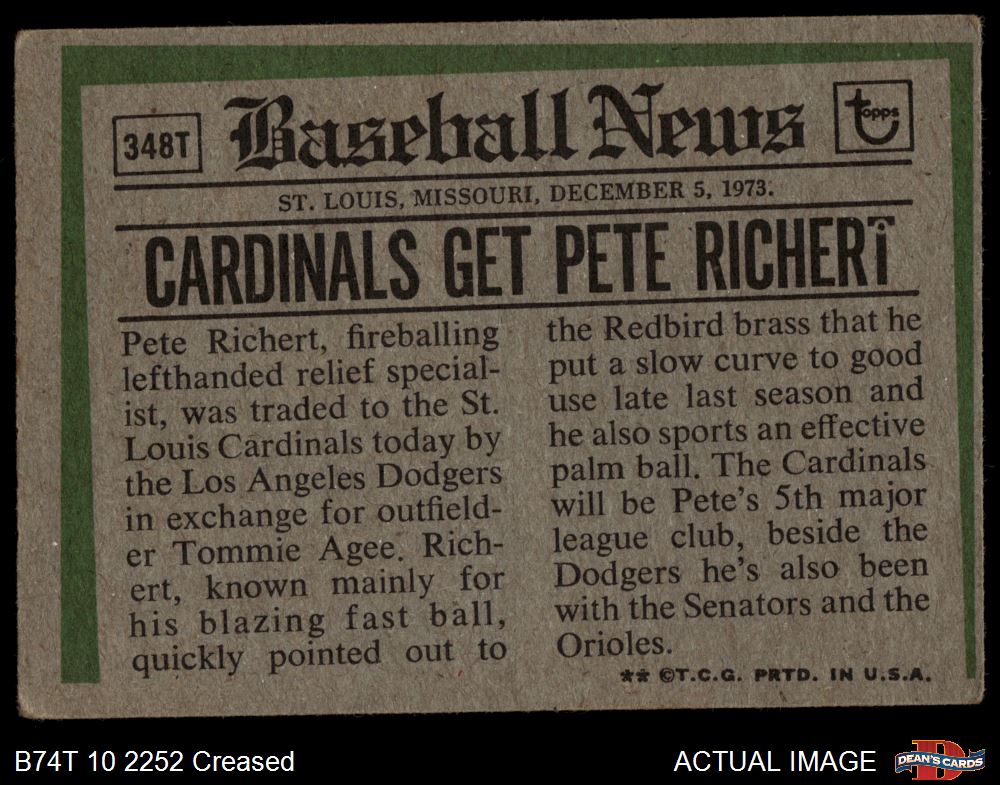 348T
Baseball News
topps
ST. LOUIS, MISSOURI, DECEMBER 5, 1973.
CARDINALS GET PETE RICHERT
Pete Richert, fireballing
lefthanded relief special-
ist, was traded to the St.
Louis Cardinals today by
the Los Angeles Dodgers
in exchange for outfield-
er Tommie Agee. Rich-
ert, known mainly for
his blazing fast ball,
quickly pointed out to
the Redbird brass that he
put a slow curve to good
use late last season and
he also sports an effective
palm ball. The Cardinals
will be Pete's 5th major
league club, beside the
Dodgers he's also been
with the Senators and the
Orioles.
** ©T.C.G. PRTD. IN U.S.A.
B74T 10 2252 Creased
ACTUAL IMAGE
D
DEAN'S CARDS